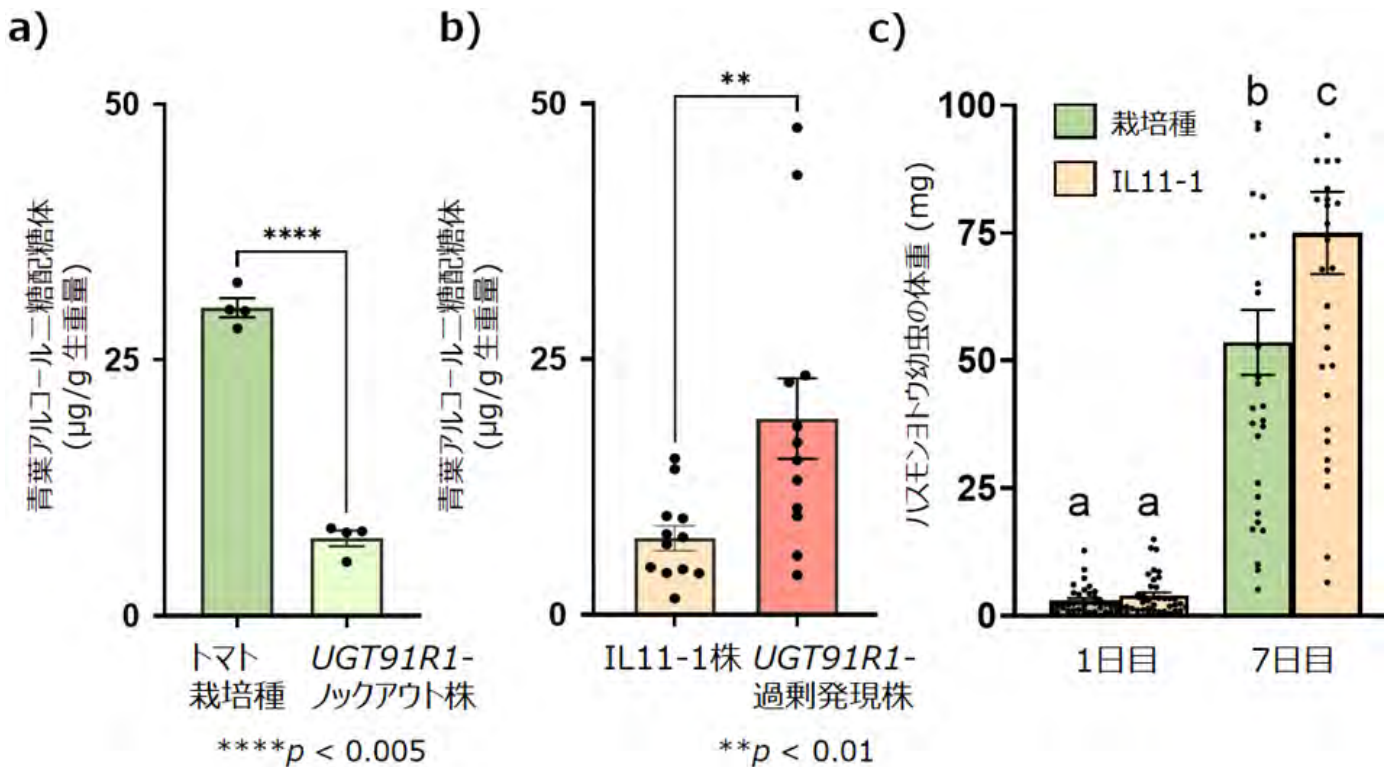 a)
青葉アルコール二糖配糖体
(μg/g 生重量)
50
25
0
****
トマト
栽培種
UGT91R1-
ノックアウト株
****p < 0.005
b)
青葉アルコール二糖配糖体
(μg/g 生重量)
50
25
0
**
IL11-1株
UGT91R1-
過剰発現株
**p < 0.01
c)
ハスモンヨトウ幼虫の体重 (mg)
100
75
50
25
0
栽培種
IL11-1
a
a
b
c
1日目
7日目